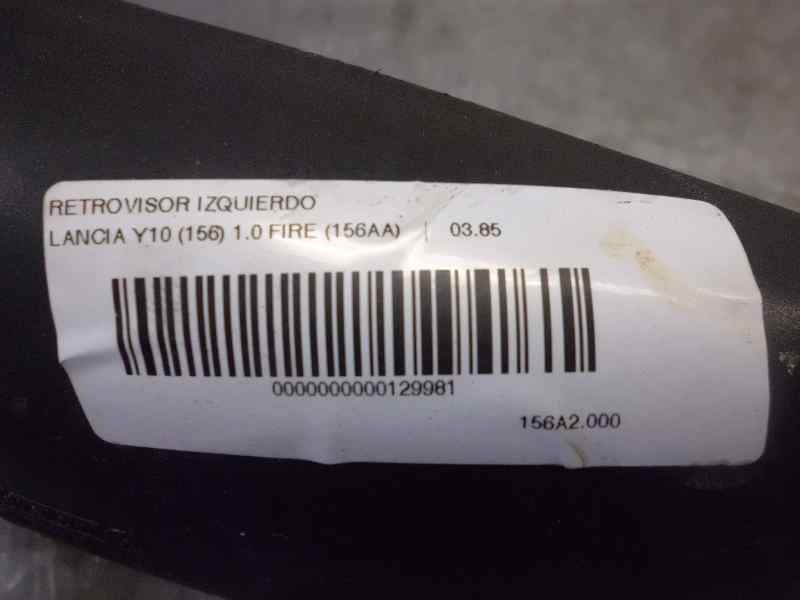 RETROVISOR IZQUIERDO
LANCIA Y10 (156) 1.0 FIRE (156AA) | 03.85
0000000000129981
156A2.000